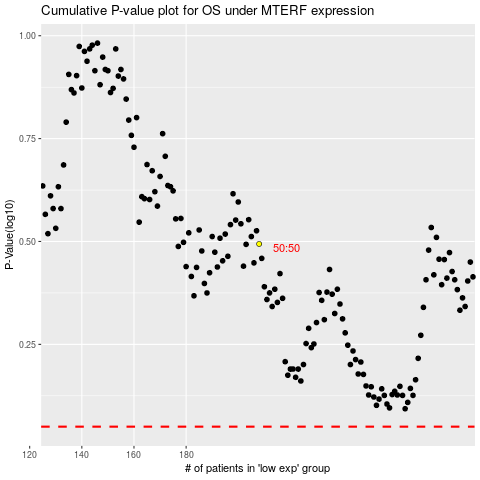 Cumulative P-value plot for OS under MTERF expression
P-Value(log10)
1.00
0.75
0.50
0.25
50:50
120 140 160 180
# of patients in 'low exp' group